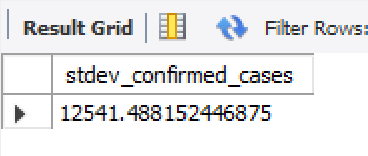 Result Grid Filter Rows:
stdev_confirmed_cases
12541.488152446875